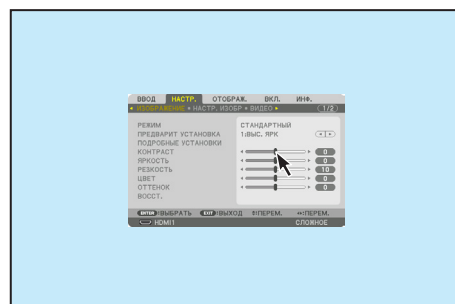 ВВОД НАСТР. ОТОБРАЖ. ВКЛ. ИНФ.
ИЗОБРАЖЕНИЕ • НАСТР. ИЗОБР • ВИДЕО 1/2
РЕЖИМ СТАНДАРТНЫЙ
ПРЕДВАРИТ УСТАНОВКА 1:ВЫС. ЯРК
ПОДРОБНЫЕ УСТАНОВКИ
КОНТРАСТ 0
ЯРКОСТЬ 0
РЕЗКОСТЬ 10
ЦВЕТ 0
ОТТЕНОК 0
ВОССТ.
ENTER :ВЫБРАТЬ EXIT :ВЫХОД ↕:ПЕРЕМ. ↔:ПЕРЕМ.
HDMI1 СЛОЖНОЕ